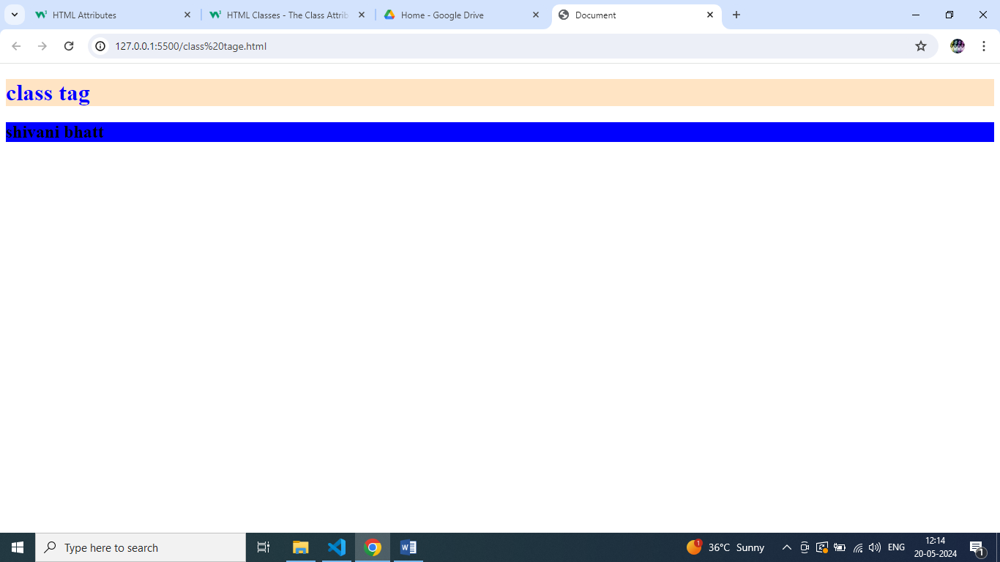 HTML Attributes
HTML Classes - The Class Attrib
Home - Google Drive
Document
127.0.0.1:5500/class%20tage.html
class tag
shivani bhatt
Type here to search
1
36°C Sunny
ENG
12:14
20-05-2024
1